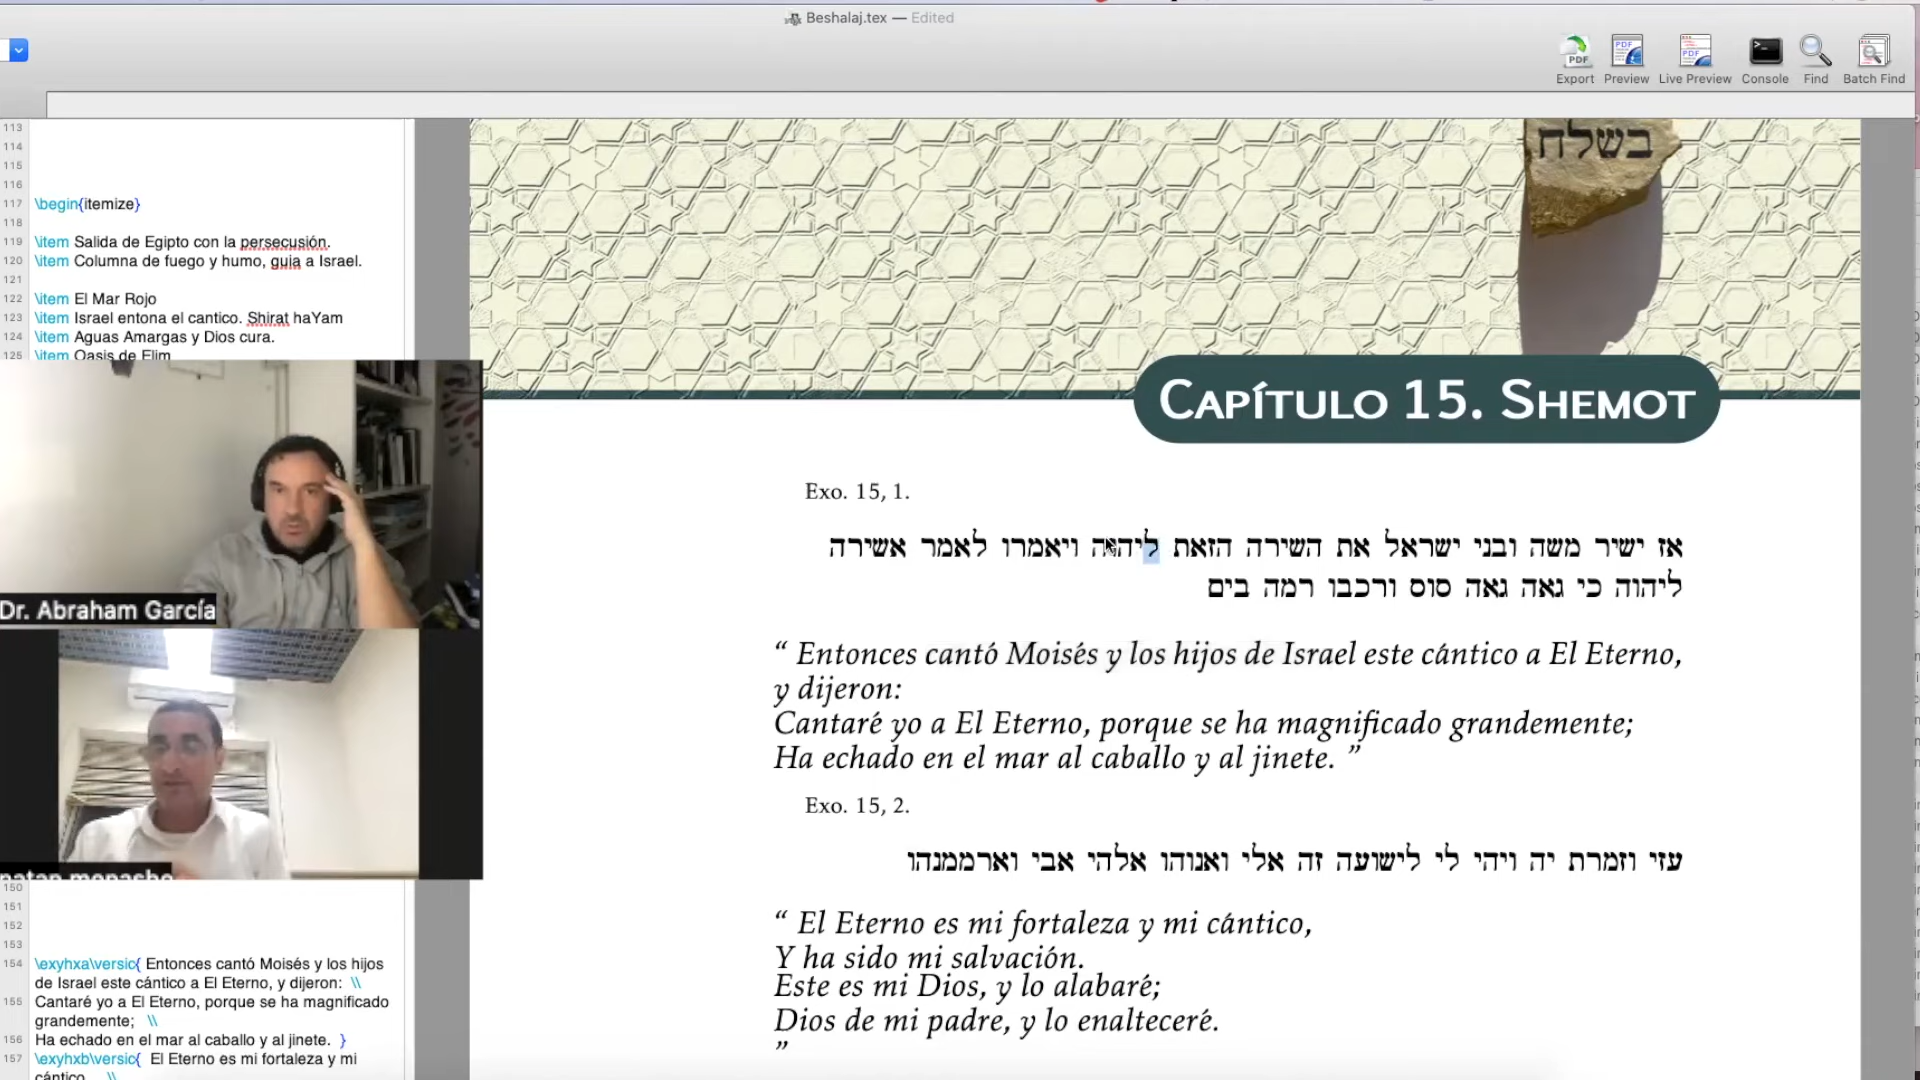 Beshalaj.tex — Edited
Export Preview Live Preview Console Find Batch Find
113
114
115
116
117 \begin{itemize}
118
119 \item Salida de Egipto con la persecusión.
120 \item Columna de fuego y humo, guia a Israel.
121
122 \item El Mar Rojo
123 \item Israel entona el cantico. Shirat haYam
124 \item Aguas Amargas y Dios cura.
125 \item Oasis de Elim
Dr. Abraham García
natan menashe
150
151
152
153
154 \exyhxa\versic{ Entonces cantó Moisés y los hijos
de Israel este cántico a El Eterno, y dijeron: \\
155 Cantaré yo a El Eterno, porque se ha magnificado
grandemente; \\
156 Ha echado en el mar al caballo y al jinete. }
157 \exyhxb\versic{ El Eterno es mi fortaleza y mi
cántico, \\
בשלח
Capítulo 15. Shemot
Exo. 15, 1.
אז ישיר משה ובני ישראל את השירה הזאת ליהוה ויאמרו לאמר אשירה
ליהוה כי גאה גאה סוס ורכבו רמה בים
“ Entonces cantó Moisés y los hijos de Israel este cántico a El Eterno,
y dijeron:
Cantaré yo a El Eterno, porque se ha magnificado grandemente;
Ha echado en el mar al caballo y al jinete. ”
Exo. 15, 2.
עזי וזמרת יה ויהי לי לישועה זה אלי ואנוהו אלהי אבי וארממנהו
“ El Eterno es mi fortaleza y mi cántico,
Y ha sido mi salvación.
Este es mi Dios, y lo alabaré;
Dios de mi padre, y lo enalteceré.
”